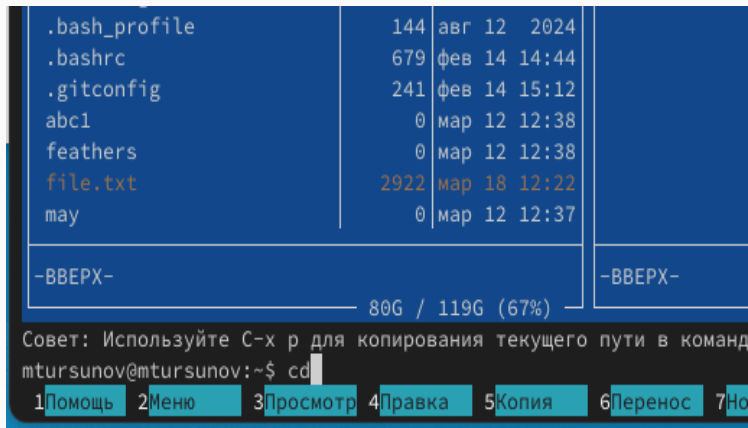 .bash_profile 144 авг 12 2024
.bashrc 679 фев 14 14:44
.gitconfig 241 фев 14 15:12
abc1 0 мар 12 12:38
feathers 0 мар 12 12:38
file.txt 2922 мар 18 12:22
may 0 мар 12 12:37
-ВВЕРХ- -ВВЕРХ-
80G / 119G (67%)
Совет: Используйте C-x p для копирования текущего пути в команд
mtursunov@mtursunov:~$ cd
1Помощь 2Меню 3Просмотр 4Правка 5Копия 6Перенос 7Но